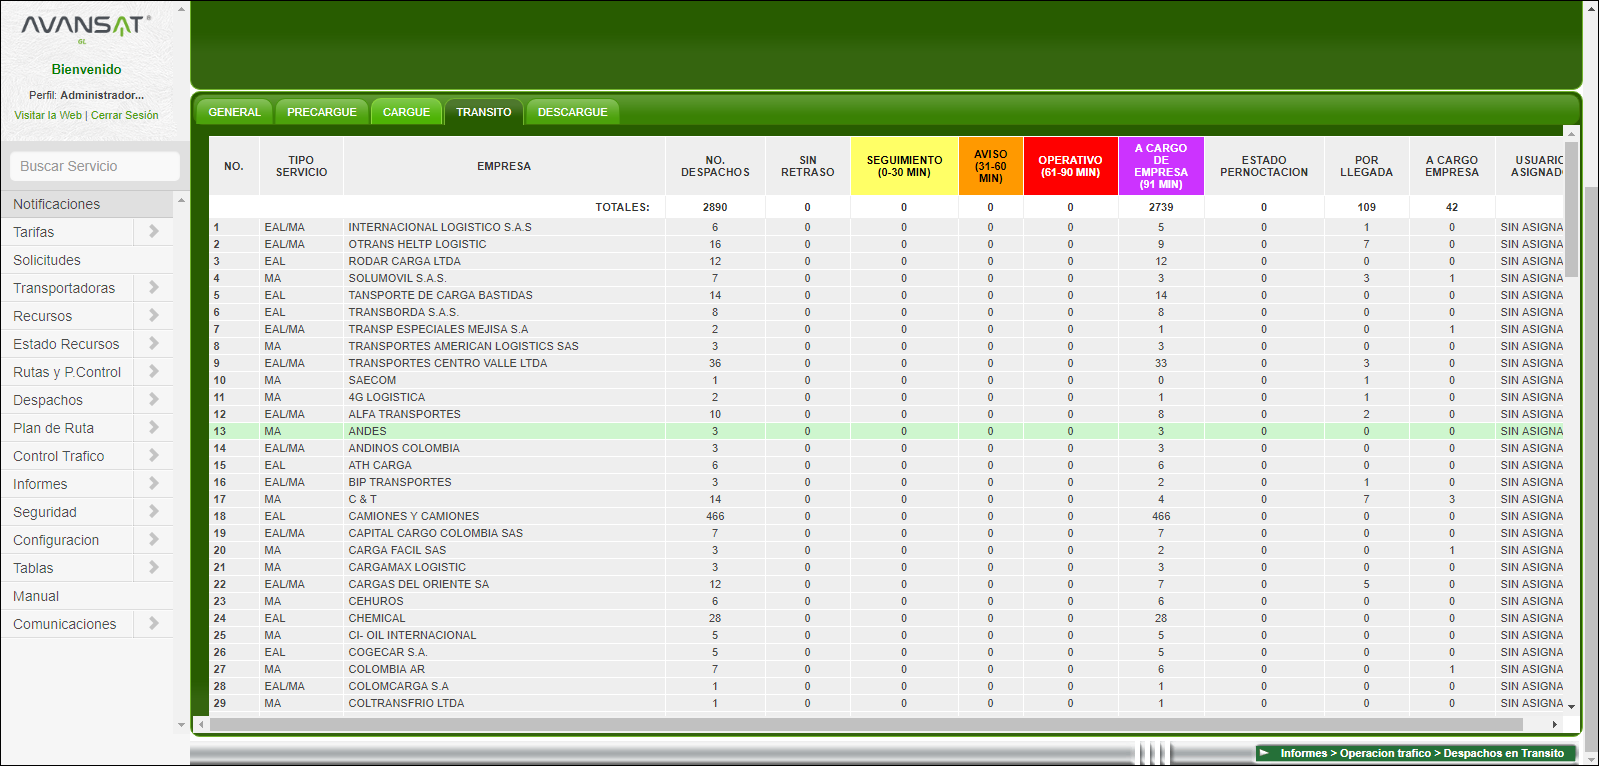 AVANSAT
GL
Bienvenido
Perfil: Administrador...
Visitar la Web | Cerrar Sesión
Buscar Servicio
Notificaciones
Tarifas
Solicitudes
Transportadoras
Recursos
Estado Recursos
Rutas y P.Control
Despachos
Plan de Ruta
Control Trafico
Informes
Seguridad
Configuracion
Tablas
Manual
Comunicaciones
GENERAL PRECARGUE CARGUE TRANSITO DESCARGUE
NO. TIPO SERVICIO EMPRESA NO. DESPACHOS SIN RETRASO SEGUIMIENTO (0-30 MIN) AVISO (31-60 MIN) OPERATIVO (61-90 MIN) A CARGO DE EMPRESA (91 MIN) ESTADO PERNOCTACION POR LLEGADA A CARGO EMPRESA USUARIO ASIGNADO
TOTALES: 2890 0 0 0 0 2739 0 109 42
1 EAL/MA INTERNACIONAL LOGISTICO S.A.S 6 0 0 0 0 5 0 1 0 SIN ASIGNA
2 EAL/MA OTRANS HELTP LOGISTIC 16 0 0 0 0 9 0 7 0 SIN ASIGNA
3 EAL RODAR CARGA LTDA 12 0 0 0 0 12 0 0 0 SIN ASIGNA
4 MA SOLUMOVIL S.A.S. 7 0 0 0 0 3 0 3 1 SIN ASIGNA
5 EAL TANSPORTE DE CARGA BASTIDAS 14 0 0 0 0 14 0 0 0 SIN ASIGNA
6 EAL TRANSBORDA S.A.S. 8 0 0 0 0 8 0 0 0 SIN ASIGNA
7 EAL/MA TRANSP ESPECIALES MEJISA S.A 2 0 0 0 0 1 0 0 1 SIN ASIGNA
8 MA TRANSPORTES AMERICAN LOGISTICS SAS 3 0 0 0 0 3 0 0 0 SIN ASIGNA
9 EAL/MA TRANSPORTES CENTRO VALLE LTDA 36 0 0 0 0 33 0 3 0 SIN ASIGNA
10 MA SAECOM 1 0 0 0 0 0 0 1 0 SIN ASIGNA
11 MA 4G LOGISTICA 2 0 0 0 0 1 0 1 0 SIN ASIGNA
12 EAL/MA ALFA TRANSPORTES 10 0 0 0 0 8 0 2 0 SIN ASIGNA
13 MA ANDES 3 0 0 0 0 3 0 0 0 SIN ASIGNA
14 EAL/MA ANDINOS COLOMBIA 3 0 0 0 0 3 0 0 0 SIN ASIGNA
15 EAL ATH CARGA 6 0 0 0 0 6 0 0 0 SIN ASIGNA
16 EAL/MA BIP TRANSPORTES 3 0 0 0 0 2 0 1 0 SIN ASIGNA
17 MA C & T 14 0 0 0 0 4 0 7 3 SIN ASIGNA
18 EAL CAMIONES Y CAMIONES 466 0 0 0 0 466 0 0 0 SIN ASIGNA
19 EAL/MA CAPITAL CARGO COLOMBIA SAS 7 0 0 0 0 7 0 0 0 SIN ASIGNA
20 MA CARGA FACIL SAS 3 0 0 0 0 2 0 0 1 SIN ASIGNA
21 MA CARGAMAX LOGISTIC 3 0 0 0 0 3 0 0 0 SIN ASIGNA
22 EAL/MA CARGAS DEL ORIENTE SA 12 0 0 0 0 7 0 5 0 SIN ASIGNA
23 MA CEHUROS 6 0 0 0 0 6 0 0 0 SIN ASIGNA
24 EAL CHEMICAL 28 0 0 0 0 28 0 0 0 SIN ASIGNA
25 MA CI- OIL INTERNACIONAL 5 0 0 0 0 5 0 0 0 SIN ASIGNA
26 EAL COGECAR S.A. 5 0 0 0 0 5 0 0 0 SIN ASIGNA
27 MA COLOMBIA AR 7 0 0 0 0 6 0 0 1 SIN ASIGNA
28 EAL/MA COLOMCARGA S.A 1 0 0 0 0 1 0 0 0 SIN ASIGNA
29 MA COLTRANSFRIO LTDA 1 0 0 0 0 1 0 0 0 SIN ASIGNA
Informes > Operacion trafico > Despachos en Transito